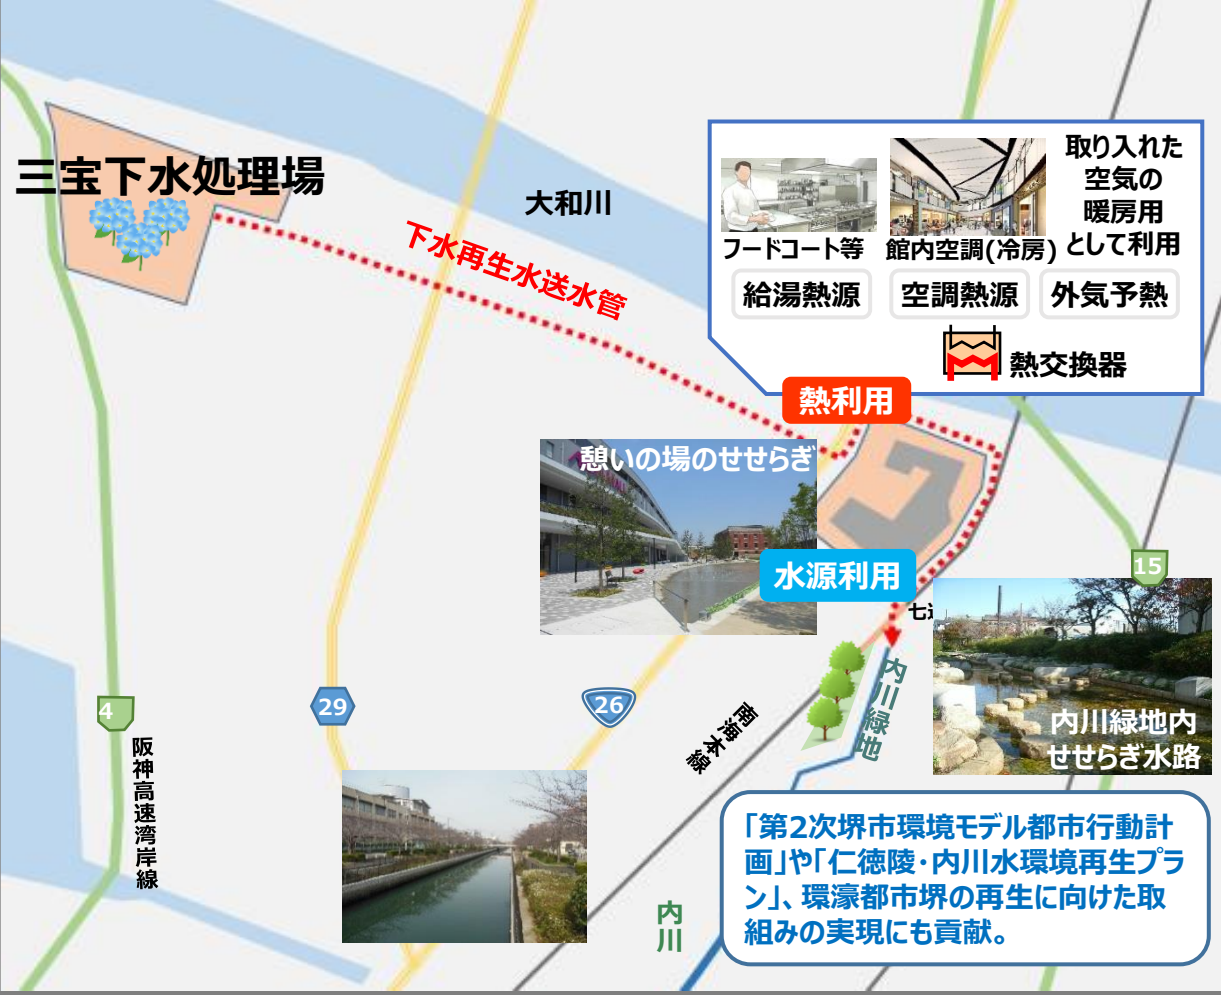 三宝下水処理場
大和川
下水再生水送水管
取り入れた
空気の
暖房用
として利用
フードコート等
館内空調(冷房)
給湯熱源
空調熱源
外気予熱
熱交換器
熱利用
憩いの場のせせらぎ
水源利用
15
七道
内川緑地
内川緑地内
せせらぎ水路
4
29
26
南海本線
阪神高速湾岸線
内川
「第2次堺市環境モデル都市行動計
画」や「仁徳陵・内川水環境再生プラ
ン」、環濠都市堺の再生に向けた取
組みの実現にも貢献。